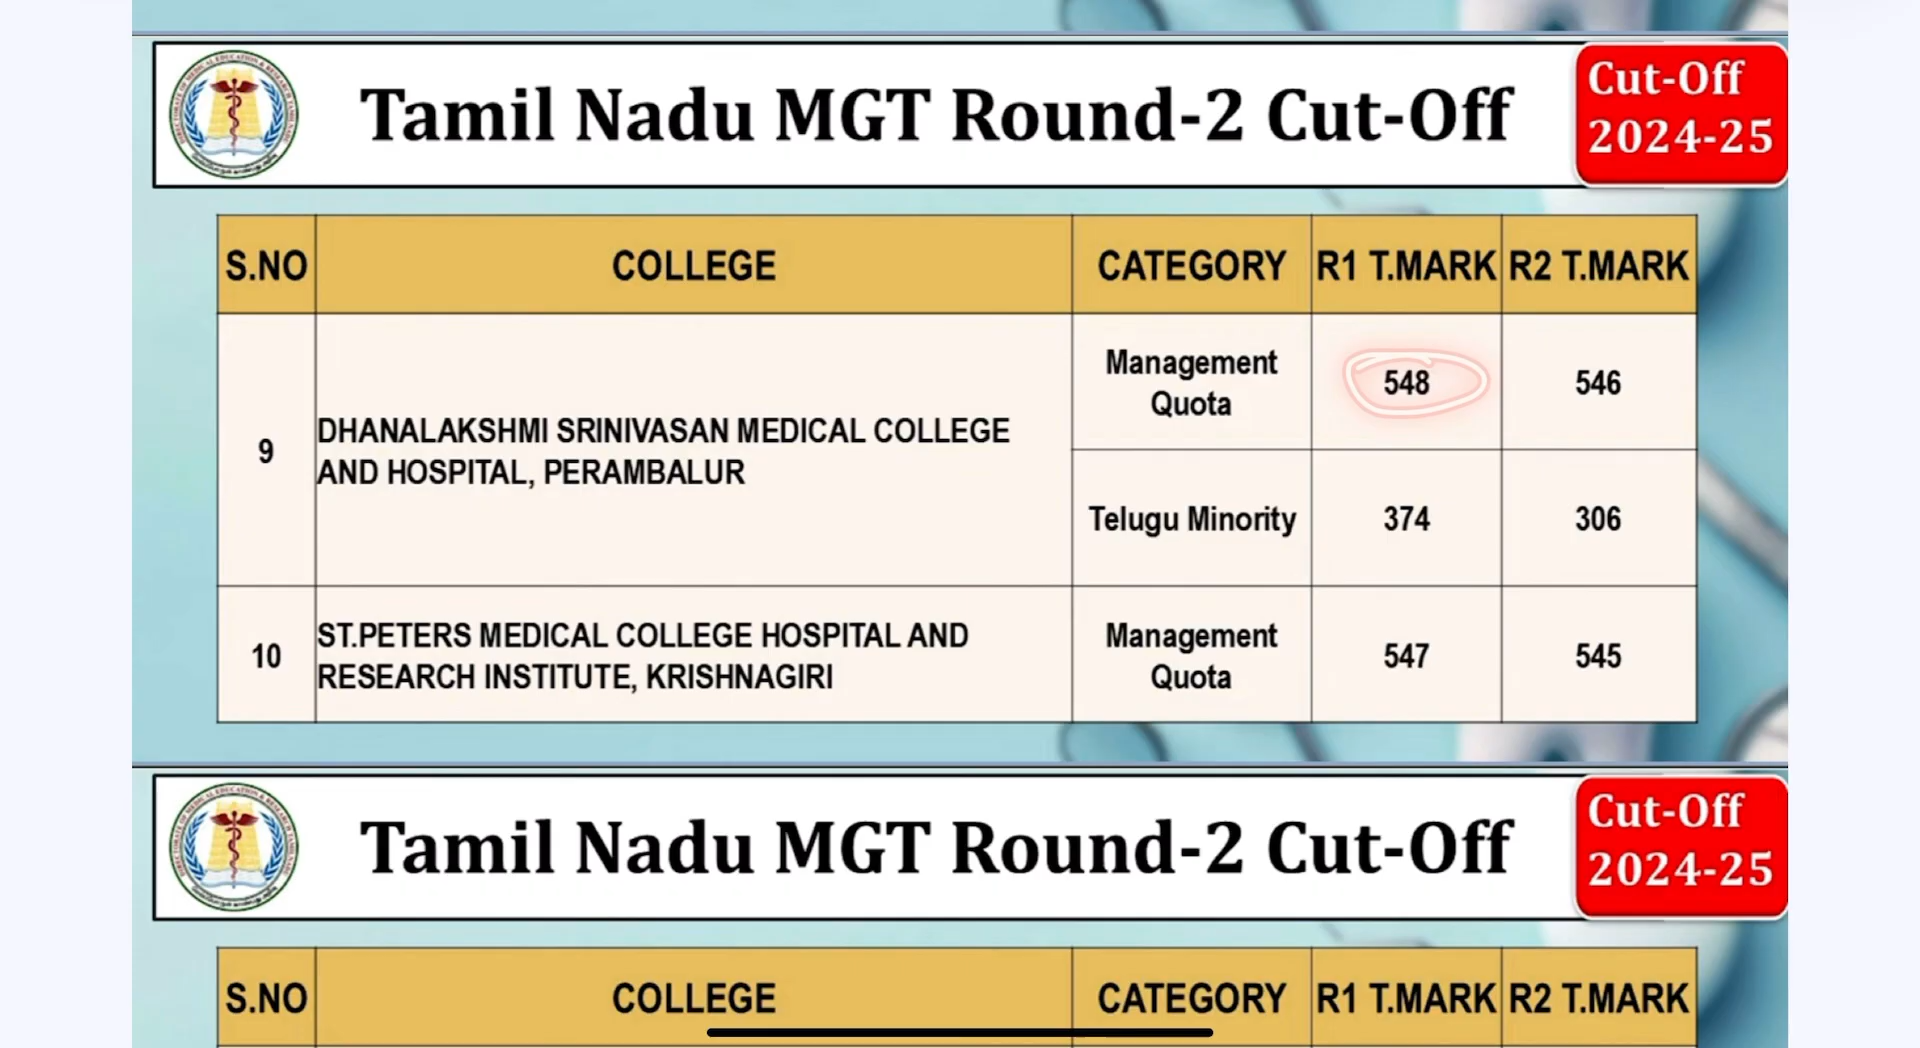 Tamil Nadu MGT Round-2 Cut-Off
Cut-Off
2024-25
S.NO COLLEGE CATEGORY R1 T.MARK R2 T.MARK
9 DHANALAKSHMI SRINIVASAN MEDICAL COLLEGE
AND HOSPITAL, PERAMBALUR
Management
Quota 548 546
Telugu Minority 374 306
10 ST.PETERS MEDICAL COLLEGE HOSPITAL AND
RESEARCH INSTITUTE, KRISHNAGIRI
Management
Quota 547 545
Tamil Nadu MGT Round-2 Cut-Off
Cut-Off
2024-25
S.NO COLLEGE CATEGORY R1 T.MARK R2 T.MARK